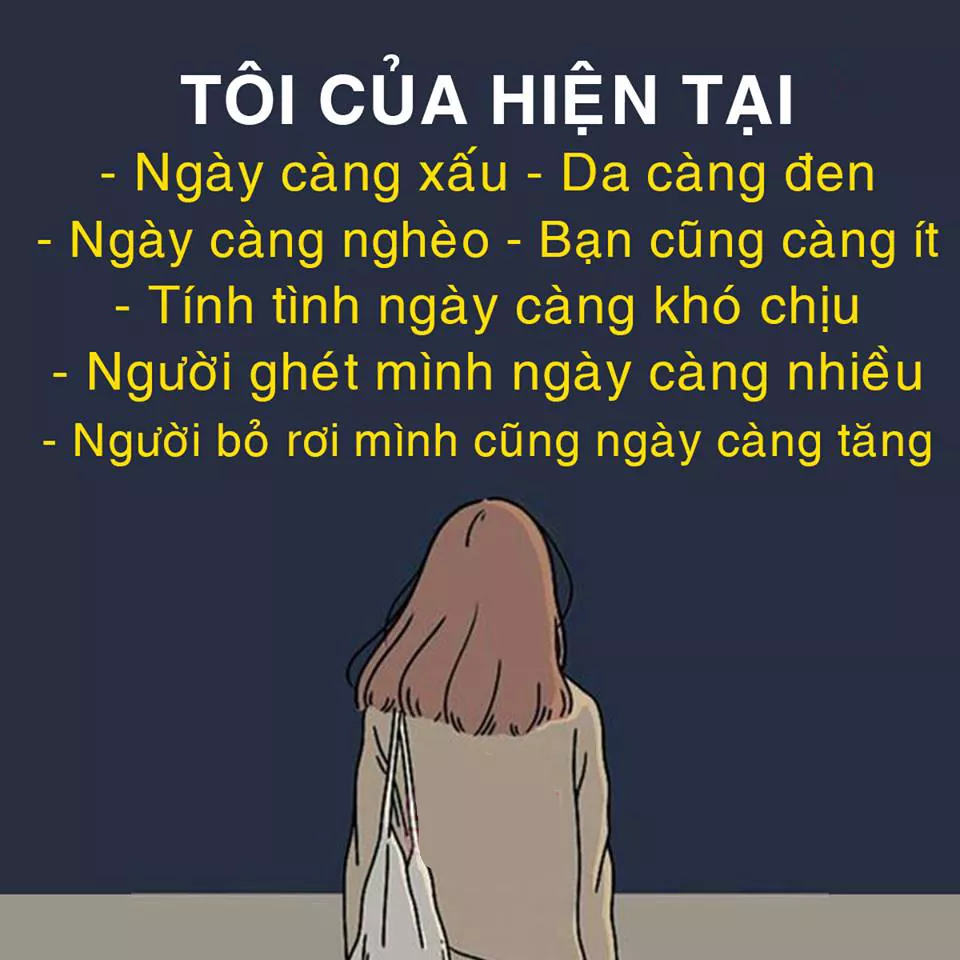 TÔI CỦA HIỆN TẠI
- Ngày càng xấu - Da càng đen
- Ngày càng nghèo - Bạn cũng càng ít
- Tính tình ngày càng khó chịu
- Người ghét mình ngày càng nhiều
- Người bỏ rơi mình cũng ngày càng tăng